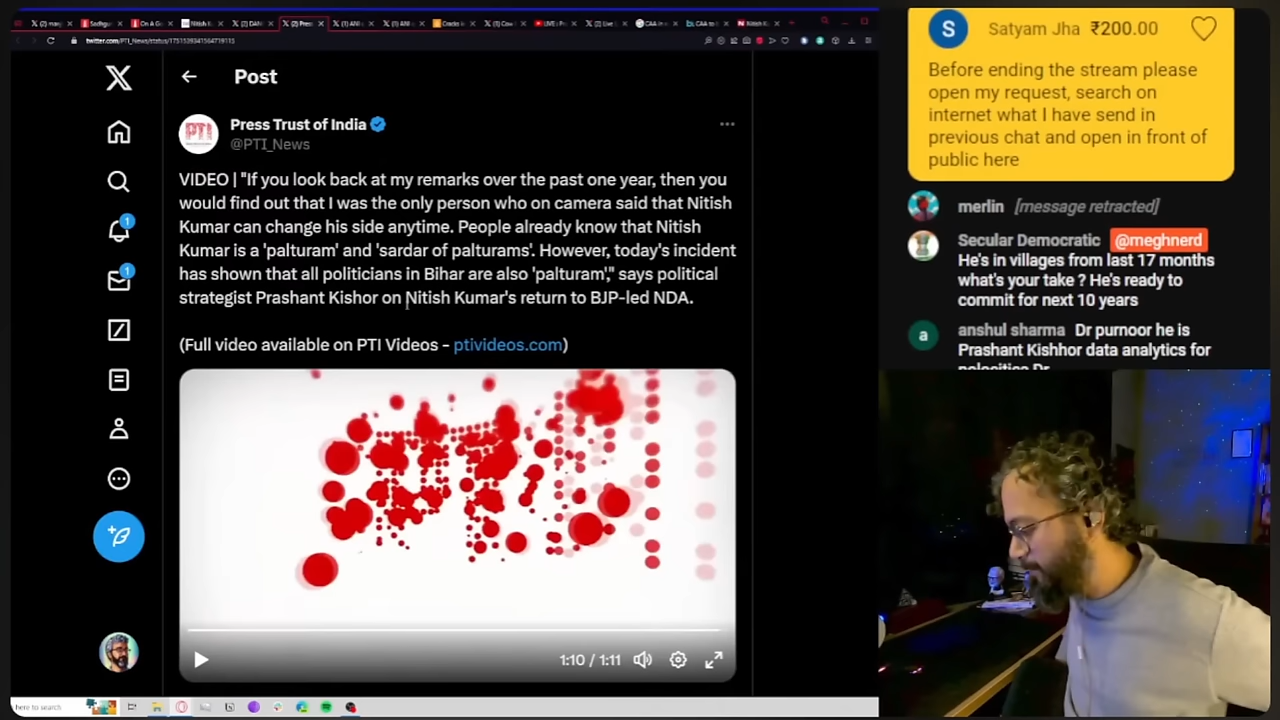 Nitish K
CAA in
Post
Press Trust of India
@PTI_News
VIDEO | "If you look back at my remarks over the past one year, then you
would find out that I was the only person who on camera said that Nitish
Kumar can change his side anytime. People already know that Nitish
Kumar is a 'palturam' and 'sardar of palturams'. However, today's incident
has shown that all politicians in Bihar are also 'palturam'," says political
strategist Prashant Kishor on Nitish Kumar's return to BJP-led NDA.
(Full video available on PTI Videos - ptivideos.com)
1:10 / 1:11
1
1
here to search
S
Satyam Jha ₹200.00
Before ending the stream please
open my request, search on
internet what I have send in
previous chat and open in front of
public here
merlin [message retracted]
Secular Democratic @meghnerd
He's in villages from last 17 months
what's your take ? He's ready to
commit for next 10 years
a
anshul sharma Dr purnoor he is
Prashant Kishhor data analytics for